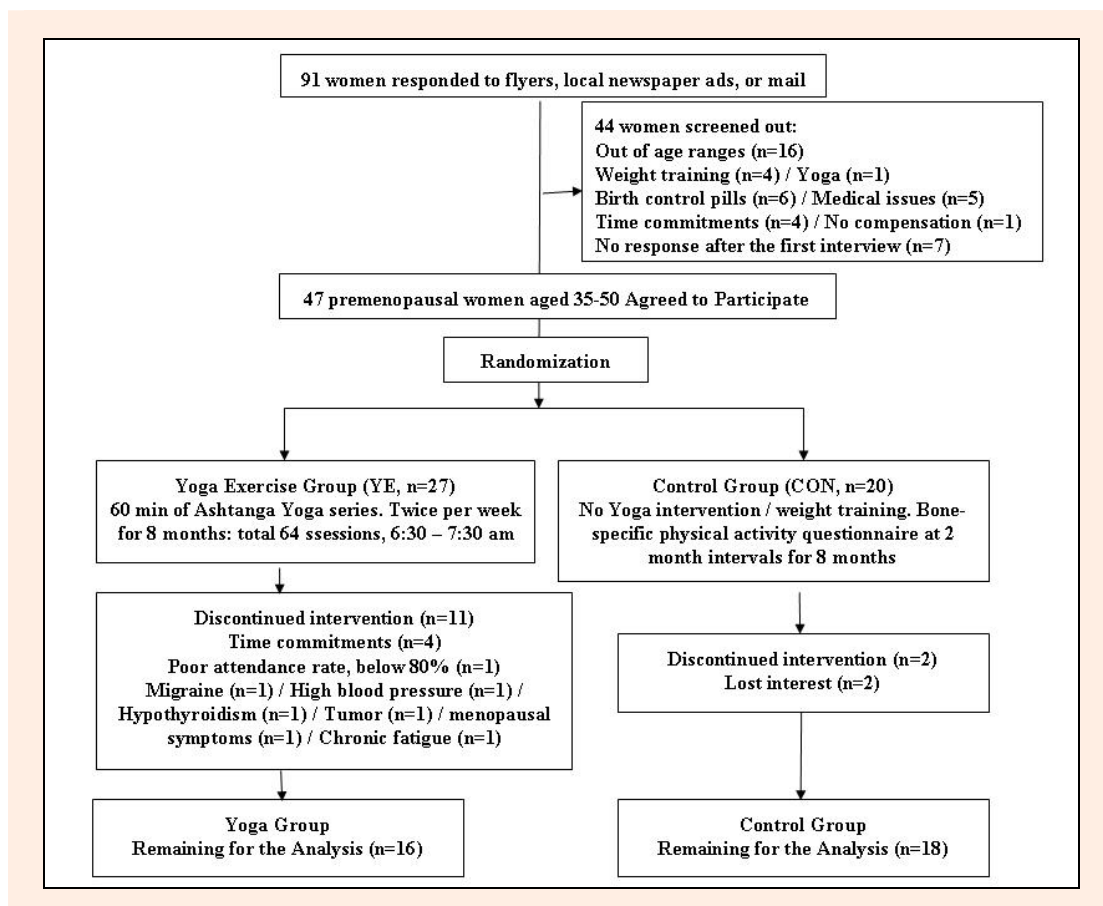 91 women responded to flyers, local newspaper ads, or mail
44 women screened out:
Out of age ranges (n=16)
Weight training (n=4) / Yoga (n=1)
Birth control pills (n=6) / Medical issues (n=5)
Time commitments (n=4) / No compensation (n=1)
No response after the first interview (n=7)
47 premenopausal women aged 35-50 Agreed to Participate
Randomization
Yoga Exercise Group (YE, n=27)
60 min of Ashtanga Yoga series. Twice per week
for 8 months: total 64 ssessions, 6:30 – 7:30 am
Control Group (CON, n=20)
No Yoga intervention / weight training. Bone-
specific physical activity questionnaire at 2
month intervals for 8 months
Discontinued intervention (n=11)
Time commitments (n=4)
Poor attendance rate, below 80% (n=1)
Migraine (n=1) / High blood pressure (n=1) /
Hypothyroidism (n=1) / Tumor (n=1) / menopausal
symptoms (n=1) / Chronic fatigue (n=1)
Discontinued intervention (n=2)
Lost interest (n=2)
Yoga Group
Remaining for the Analysis (n=16)
Control Group
Remaining for the Analysis (n=18)